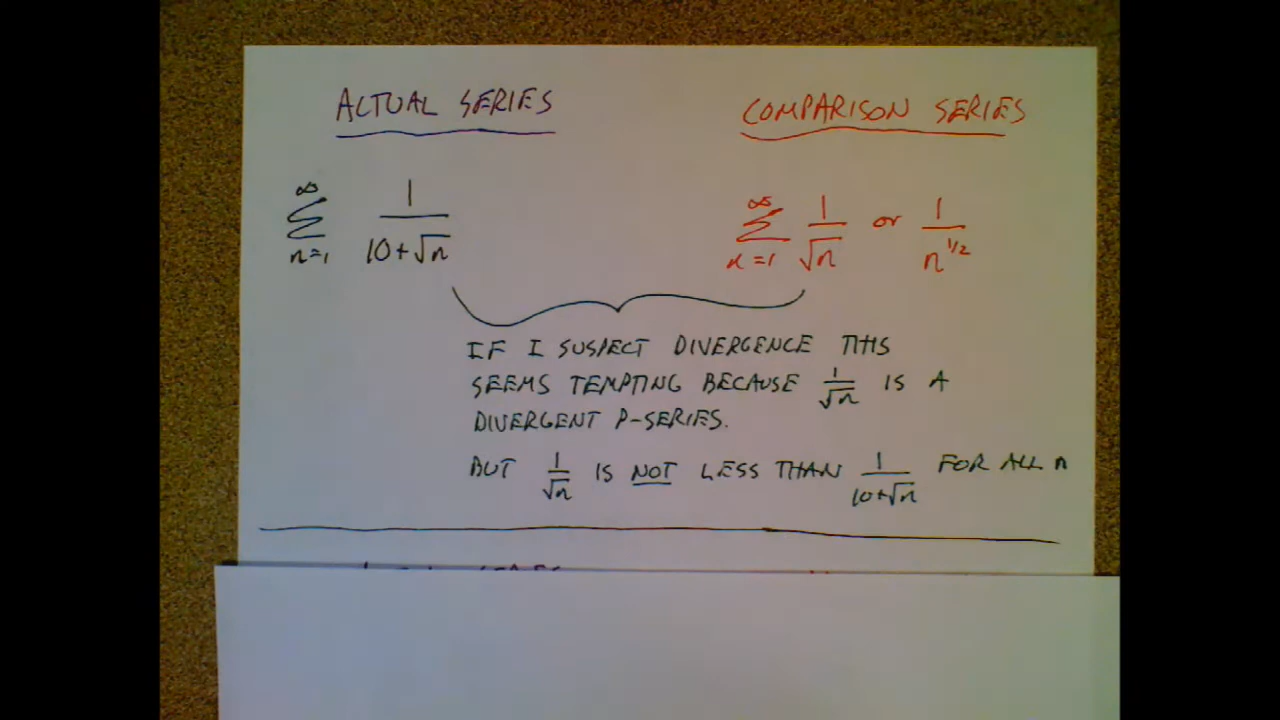 ACTUAL SERIES
COMPARISON SERIES
∞
Σ 1/(10+√n)
n=1
∞
Σ 1/√n or 1/n^1/2
n=1
IF I SUSPECT DIVERGENCE THIS
SEEMS TEMPTING BECAUSE 1/√n IS A
DIVERGENT P-SERIES.
BUT 1/√n IS NOT LESS THAN 1/(10+√n) FOR ALL n